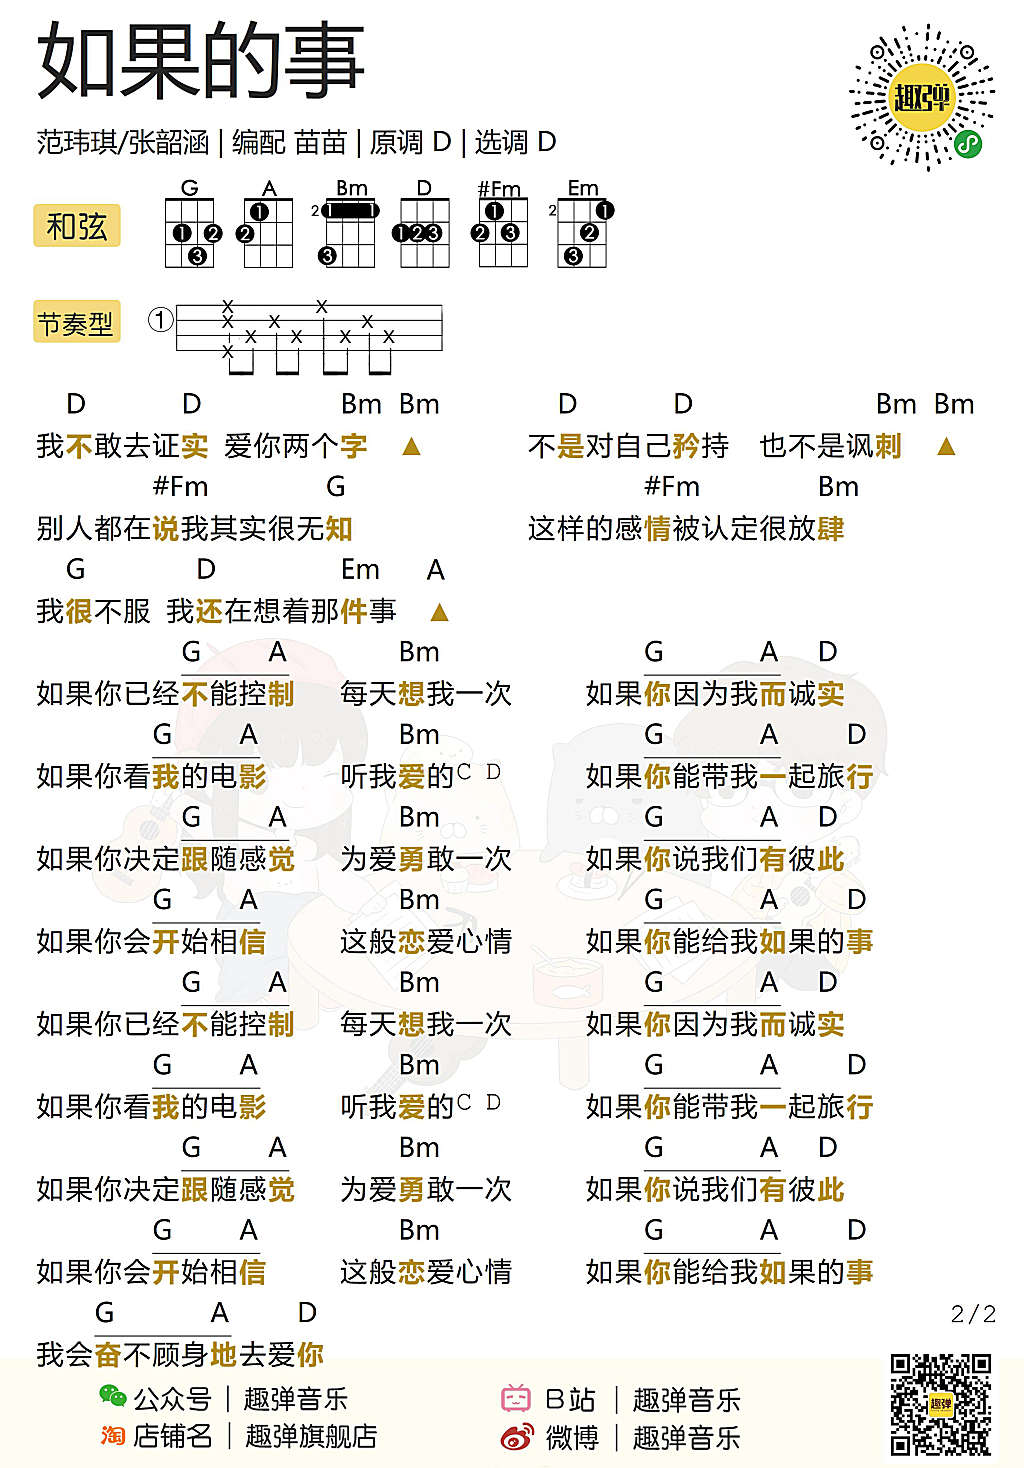 如果的事
趣弹
范玮琪/张韶涵 | 编配 苗苗 | 原调 D | 选调 D
和弦 G A Bm D #Fm Em
2 2
节奏型 ①
D D Bm Bm D D Bm Bm
我不敢去证实 爱你两个字 ▲ 不是对自己矜持 也不是讽刺 ▲
#Fm G #Fm Bm
别人都在说我其实很无知 这样的感情被认定很放肆
G D Em A
我很不服 我还在想着那件事 ▲
G A Bm G A D
如果你已经不能控制 每天想我一次 如果你因为我而诚实
G A Bm G A D
如果你看我的电影 听我爱的C D 如果你能带我一起旅行
G A Bm G A D
如果你决定跟随感觉 为爱勇敢一次 如果你说我们有彼此
G A Bm G A D
如果你会开始相信 这般恋爱心情 如果你能给我如果的事
G A Bm G A D
如果你已经不能控制 每天想我一次 如果你因为我而诚实
G A Bm G A D
如果你看我的电影 听我爱的C D 如果你能带我一起旅行
G A Bm G A D
如果你决定跟随感觉 为爱勇敢一次 如果你说我们有彼此
G A Bm G A D
如果你会开始相信 这般恋爱心情 如果你能给我如果的事
G A D 2/2
我会奋不顾身地去爱你
公众号 | 趣弹音乐 B站 | 趣弹音乐
淘 店铺名 | 趣弹旗舰店 微博 | 趣弹音乐
趣弹